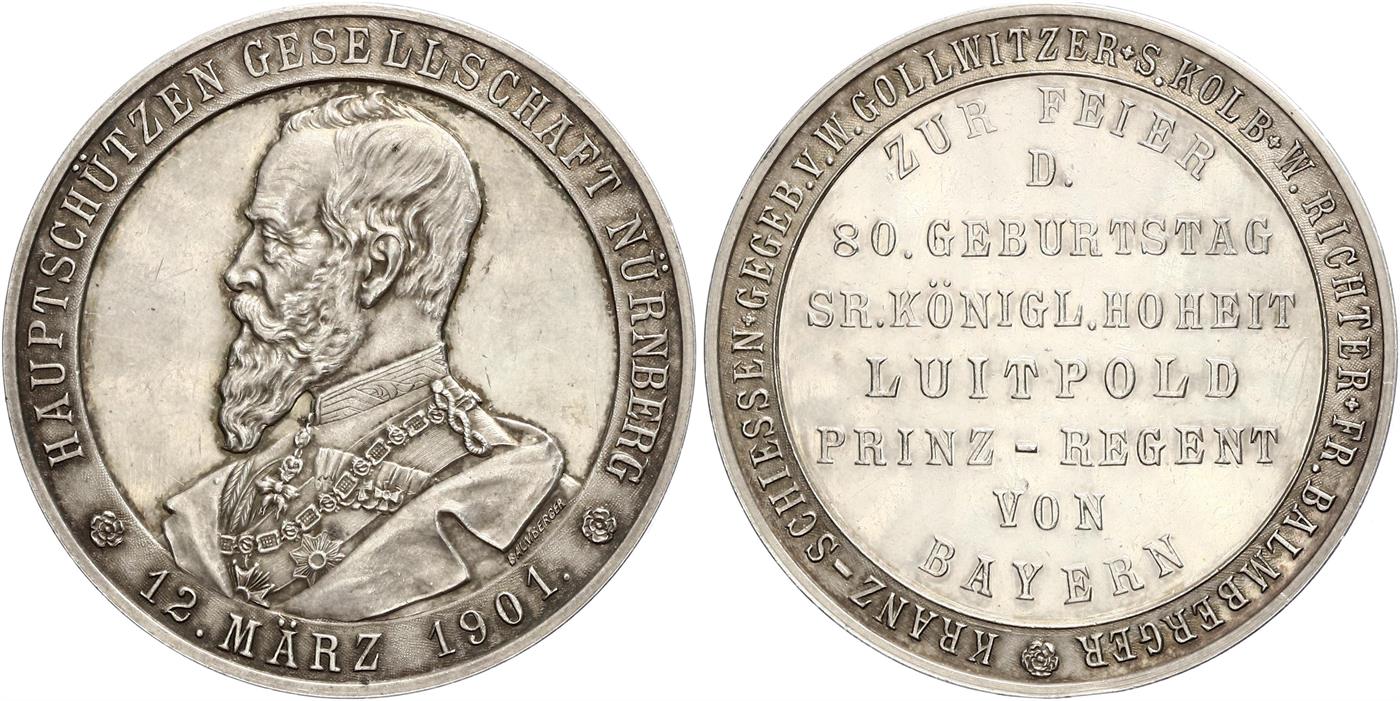 HAUPTSCHÜTZEN GESELLSCHAFT NÜRNBERG
12. MÄRZ 1901.
BALMBERGER
KRANZ-SCHIESSEN GEGEB.V.W.GOLLWITZER S.KOLB W.RICHTER FR.BALMBERGER
ZUR FEIER
D.
80. GEBURTSTAG
SR.KÖNIGL.HOHEIT
LUITPOLD
PRINZ-REGENT
VON
BAYERN